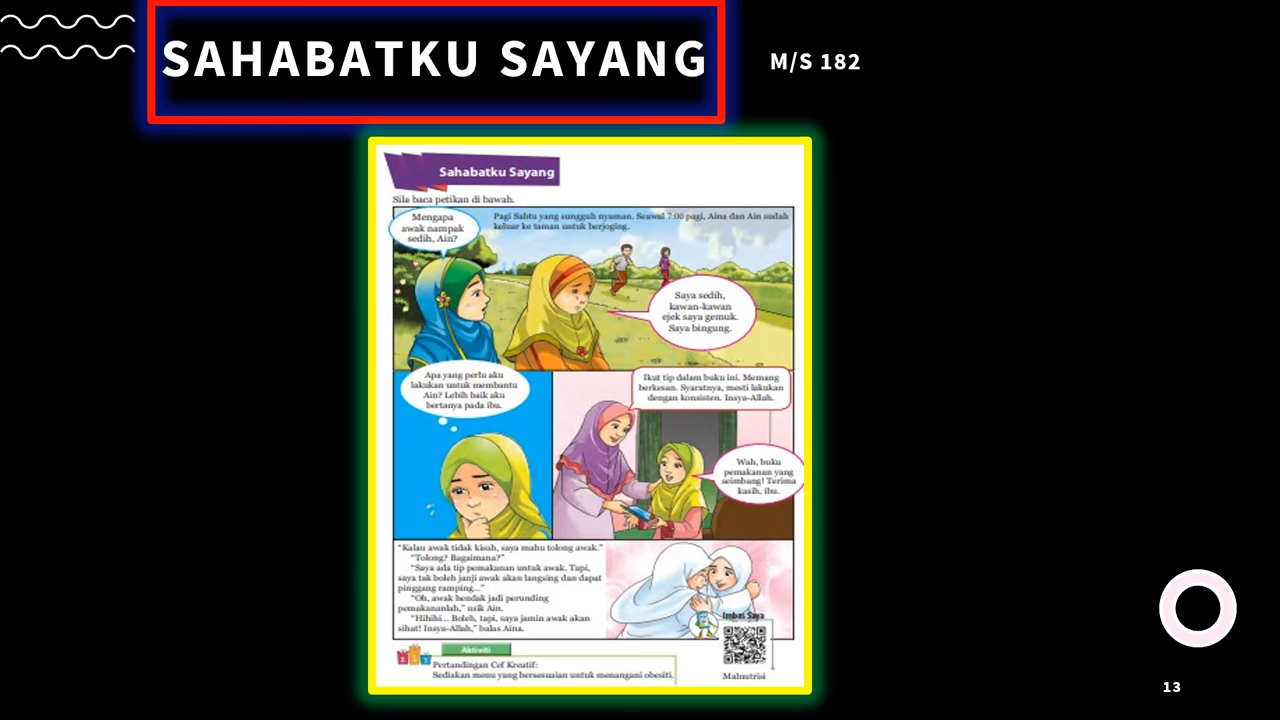 SAHABATKU SAYANG
M/S 182
Sahabatku Sayang
Sila baca petikan di bawah.
Mengapa
awak nampak
sedih, Ain?
Pagi Sabtu yang sungguh nyaman. Seawal 7:00 pagi, Aina dan Ain sudah
keluar ke taman untuk berjoging.
Saya sedih,
kawan-kawan
ejek saya gemuk.
Saya bingung.
Apa yang perlu aku
lakukan untuk membantu
Ain? Lebih baik aku
bertanya pada ibu.
Ikut tip dalam buku ini. Memang
berkesan. Syaratnya, mesti lakukan
dengan konsisten. Insya-Allah.
Wah, buku
pemakanan yang
seimbang! Terima
kasih, ibu.
“Kalau awak tidak kisah, saya mahu tolong awak.”
“Tolong? Bagaimana?”
“Saya ada tip pemakanan untuk awak. Tapi,
saya tak boleh janji awak akan langsing dan dapat
pinggang ramping...”
“Oh, awak hendak jadi perunding
pemakananlah,” usik Ain.
“Hihihi... Boleh, tapi, saya jamin awak akan
sihat! Insya-Allah,” balas Aina.
Imbas Saya
Aktiviti
Pertandingan Cef Kreatif:
Sediakan menu yang bersesuaian untuk menangani obesiti.
Malnutrisi
13